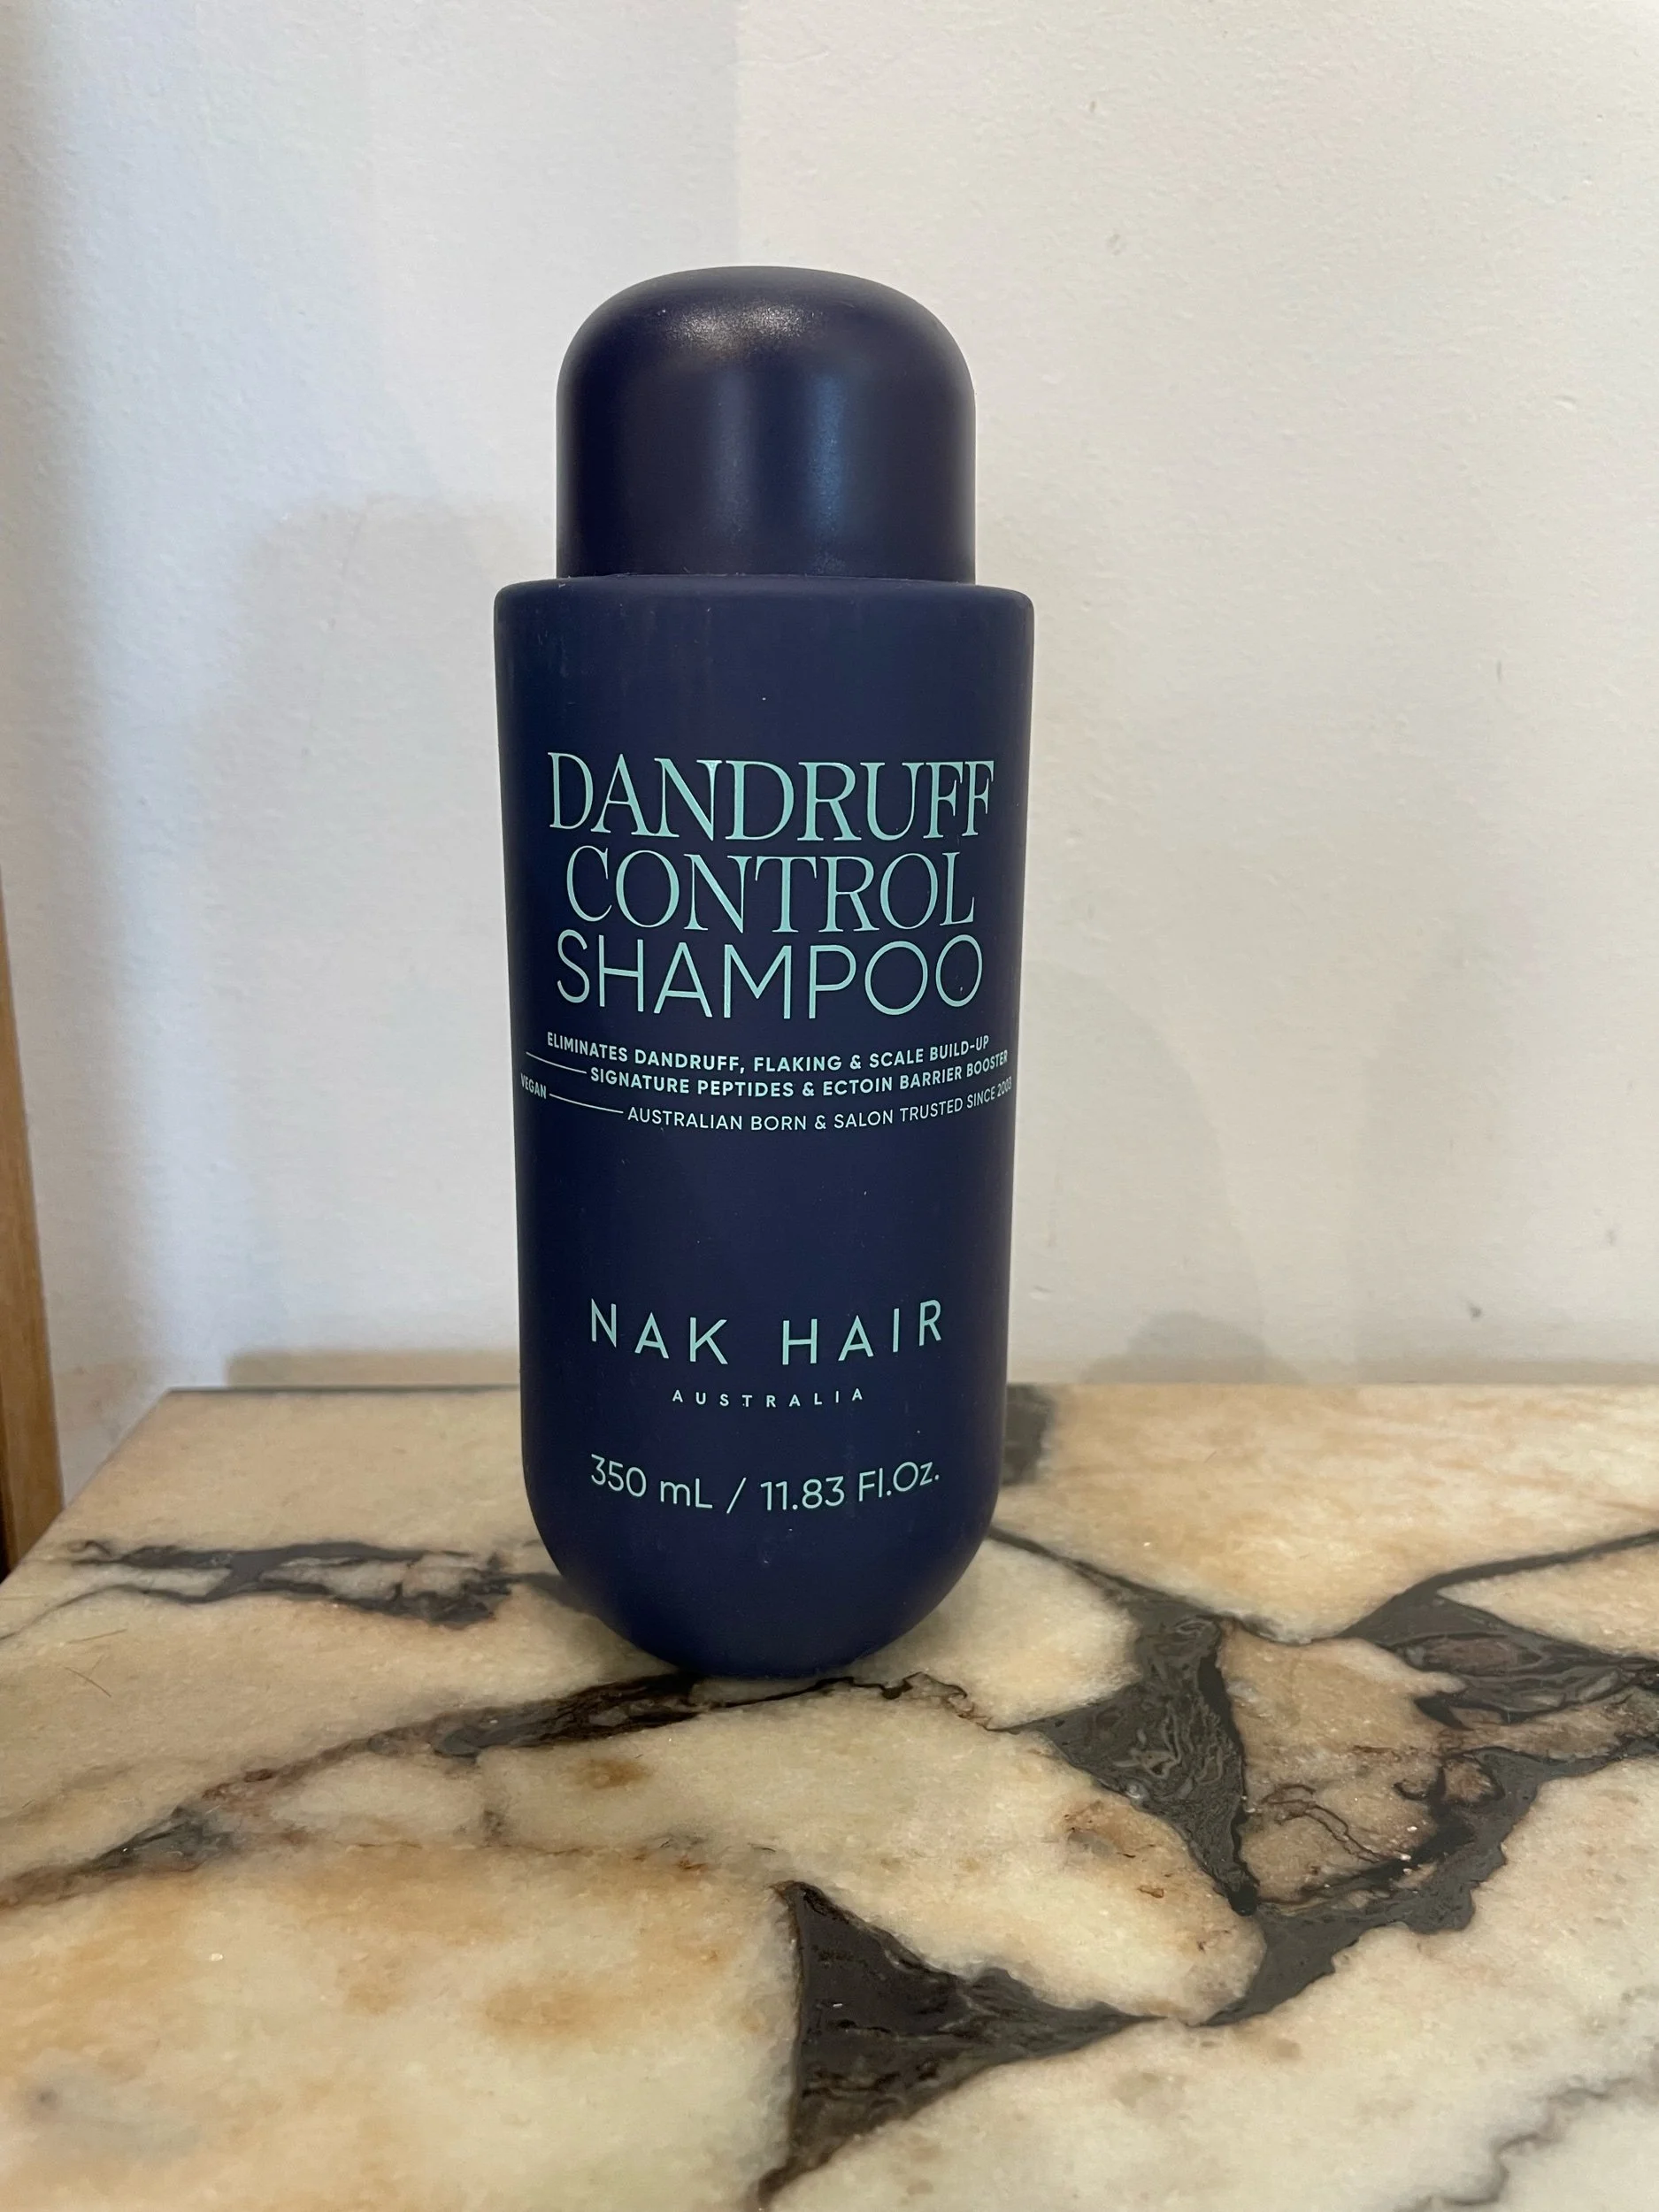 DANDRUFF
CONTROL
SHAMPOO
ELIMINATES DANDRUFF, FLAKING & SCALE BUILD-UP
SIGNATURE PEPTIDES & ECTOIN BARRIER BOOSTER
VEGAN AUSTRALIAN BORN & SALON TRUSTED SINCE 2003
NAK HAIR
AUSTRALIA
350 mL / 11.83 Fl.Oz.